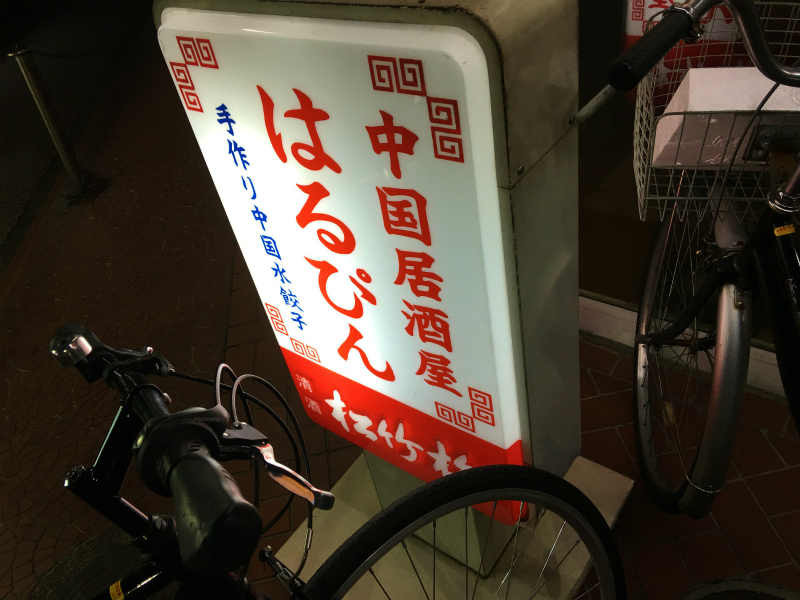 中国居酒屋
はるぴん
手作り中国水餃子
清酒
松竹梅